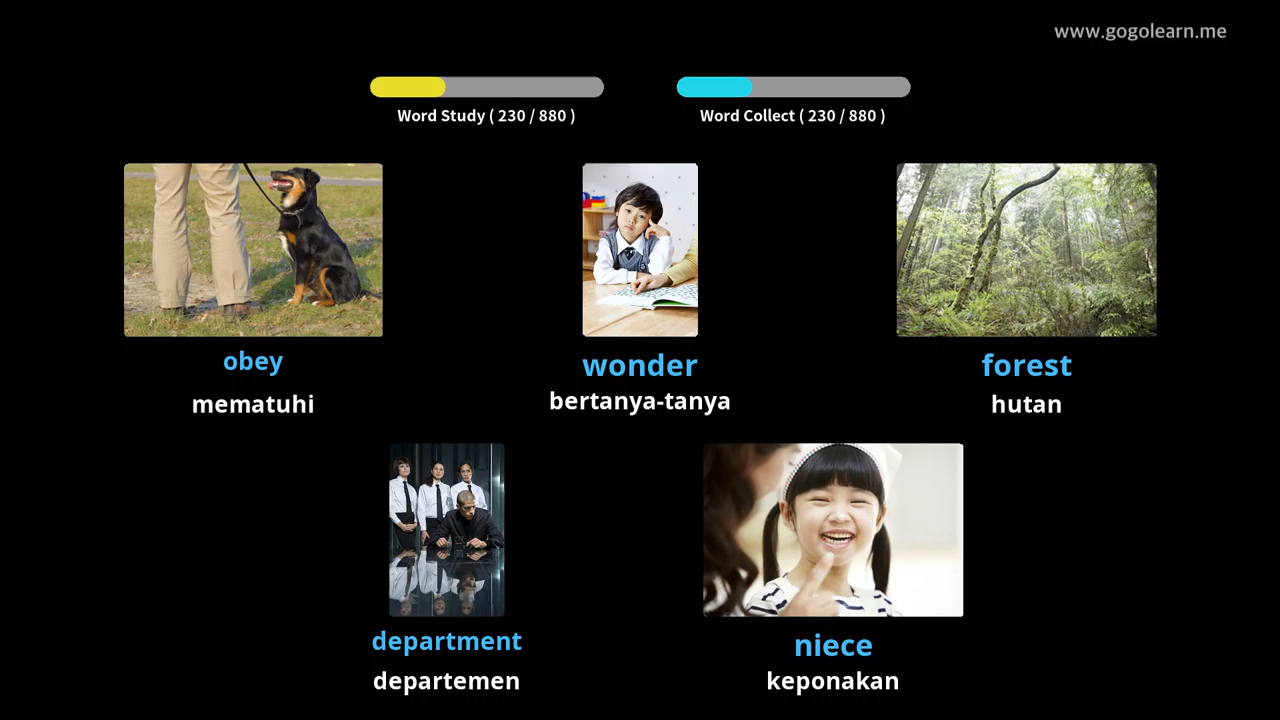 www.gogolearn.me
Word Study ( 230 / 880 )
Word Collect ( 230 / 880 )
obey
mematuhi
wonder
bertanya-tanya
forest
hutan
department
departemen
niece
keponakan